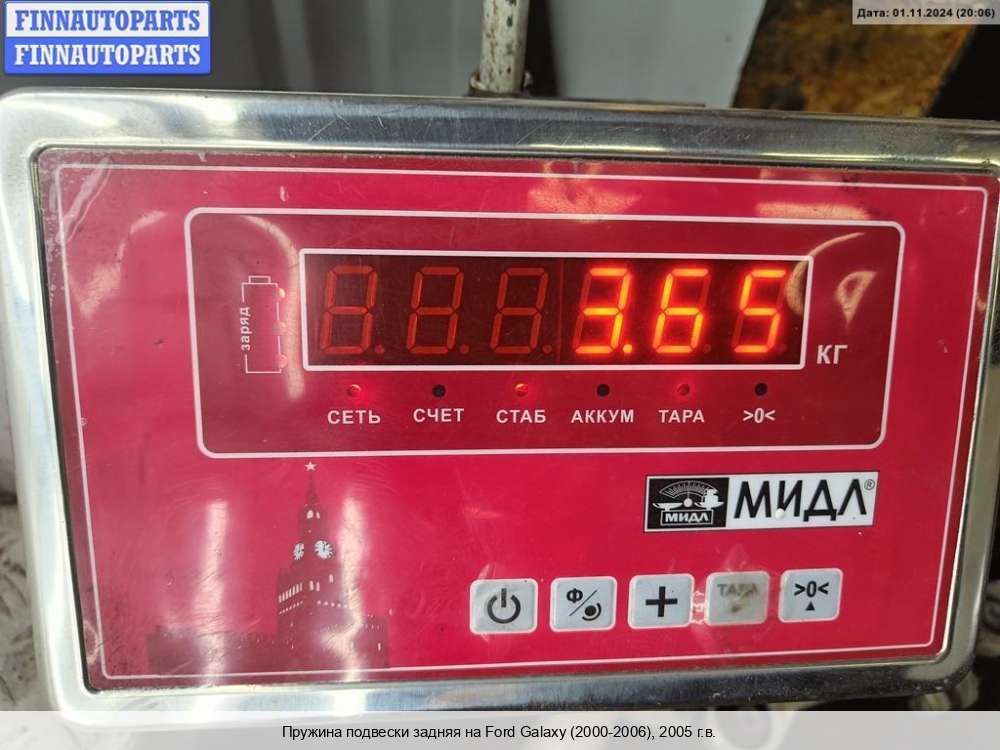 FINNAUTOPARTS
FINNAUTOPARTS
Дата: 01.11.2024 (20:06)
заряд
3.65
КГ
СЕТЬ СЧЕТ СТАБ АККУМ ТАРА >0<
МИДЛ МИДЛ®
Ф
+
ТАРА
>0<
Пружина подвески задняя на Ford Galaxy (2000-2006), 2005 г.в.